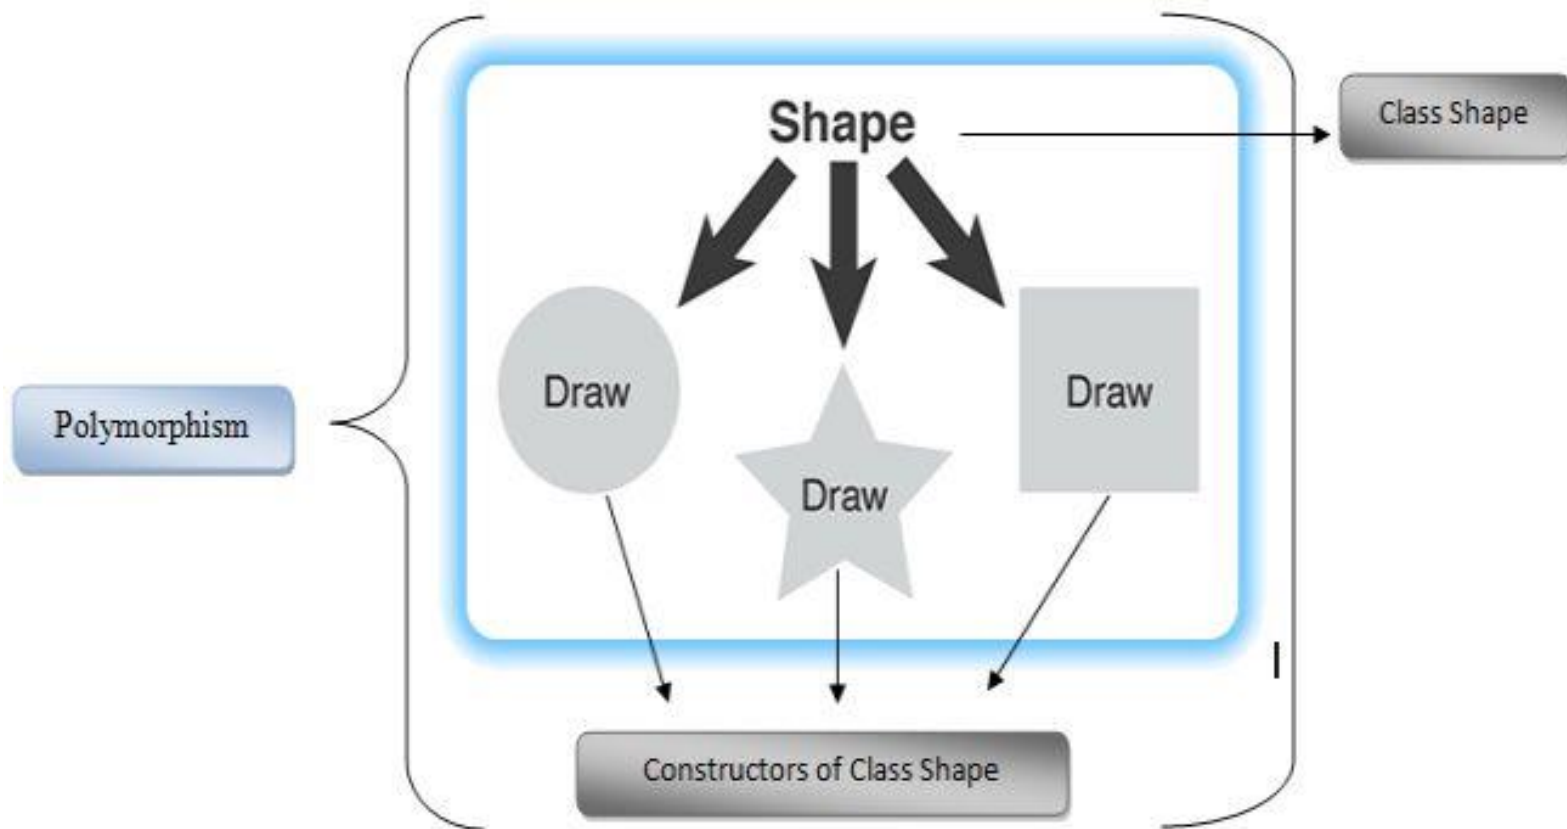 Shape
Class Shape
Draw
Draw
Draw
Polymorphism
Constructors of Class Shape